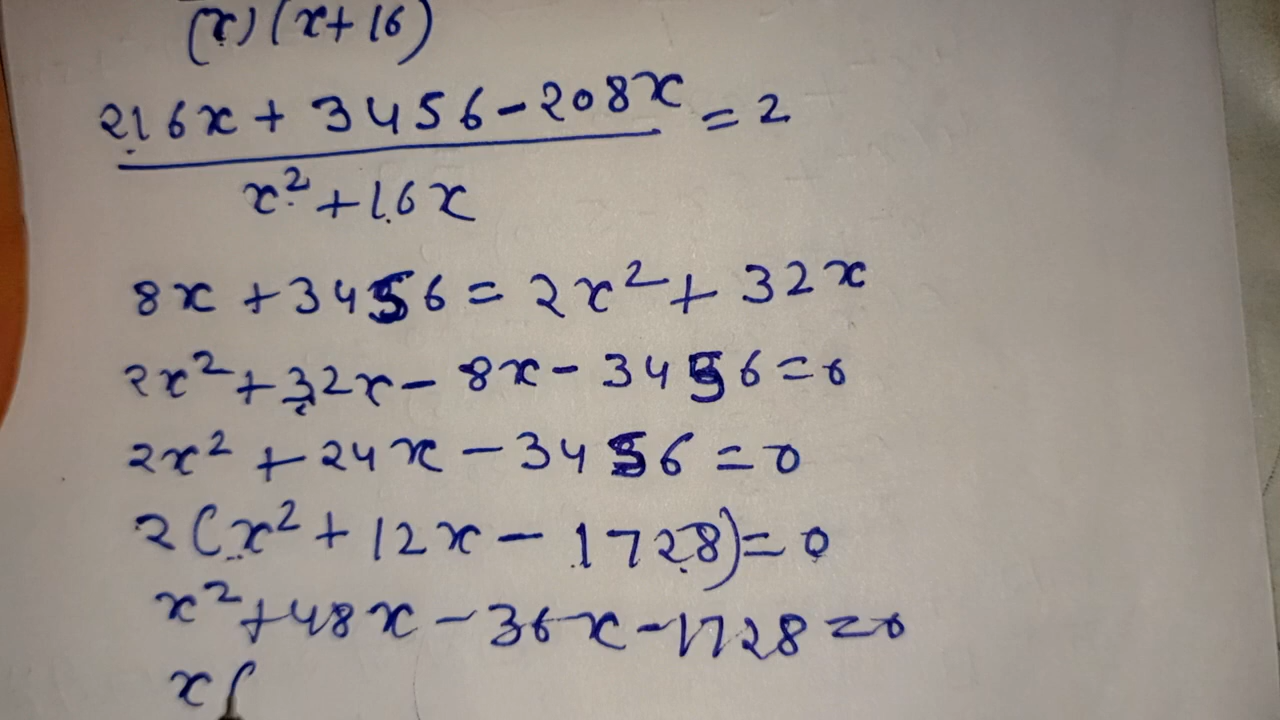 (x)(x+16)
216x+3456-208x = 2
x²+16x
8x+3456=2x²+32x
2x²+32x-8x-3456=0
2x²+24x-3456=0
2(x²+12x-1728)=0
x²+48x-36x-1728=0
x(